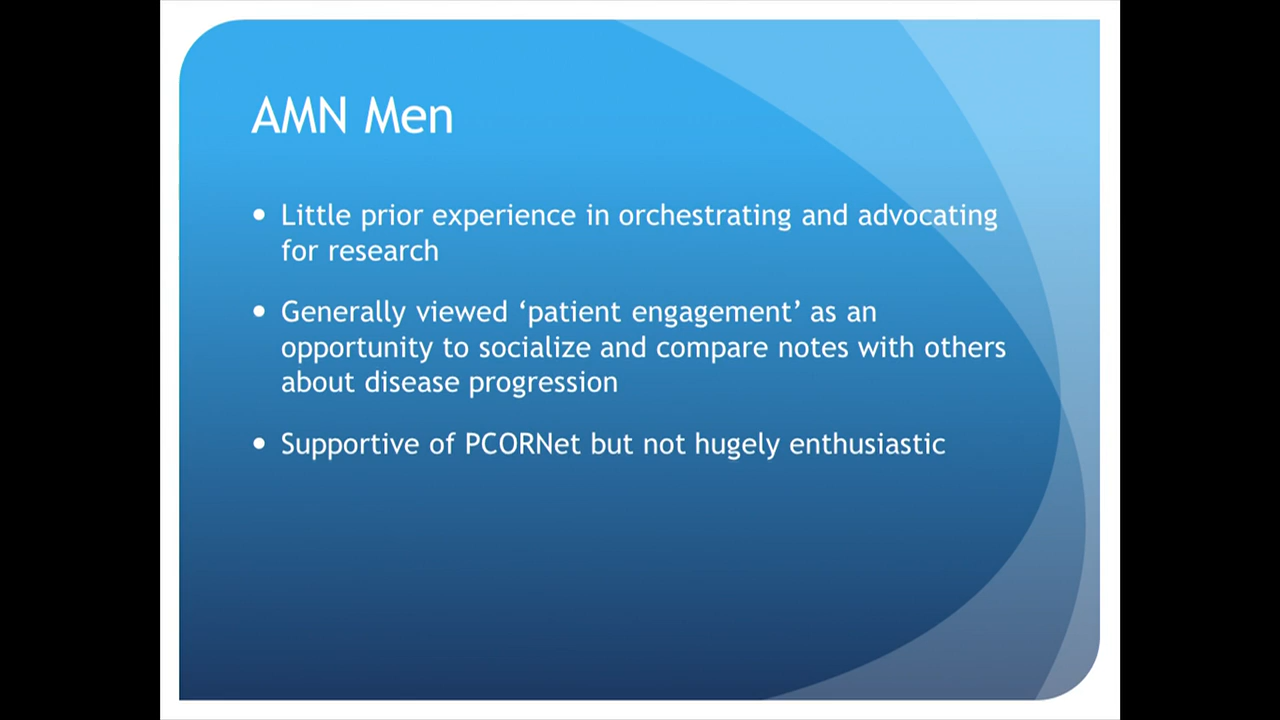 AMN Men
• Little prior experience in orchestrating and advocating
for research
• Generally viewed ‘patient engagement’ as an
opportunity to socialize and compare notes with others
about disease progression
• Supportive of PCORNet but not hugely enthusiastic